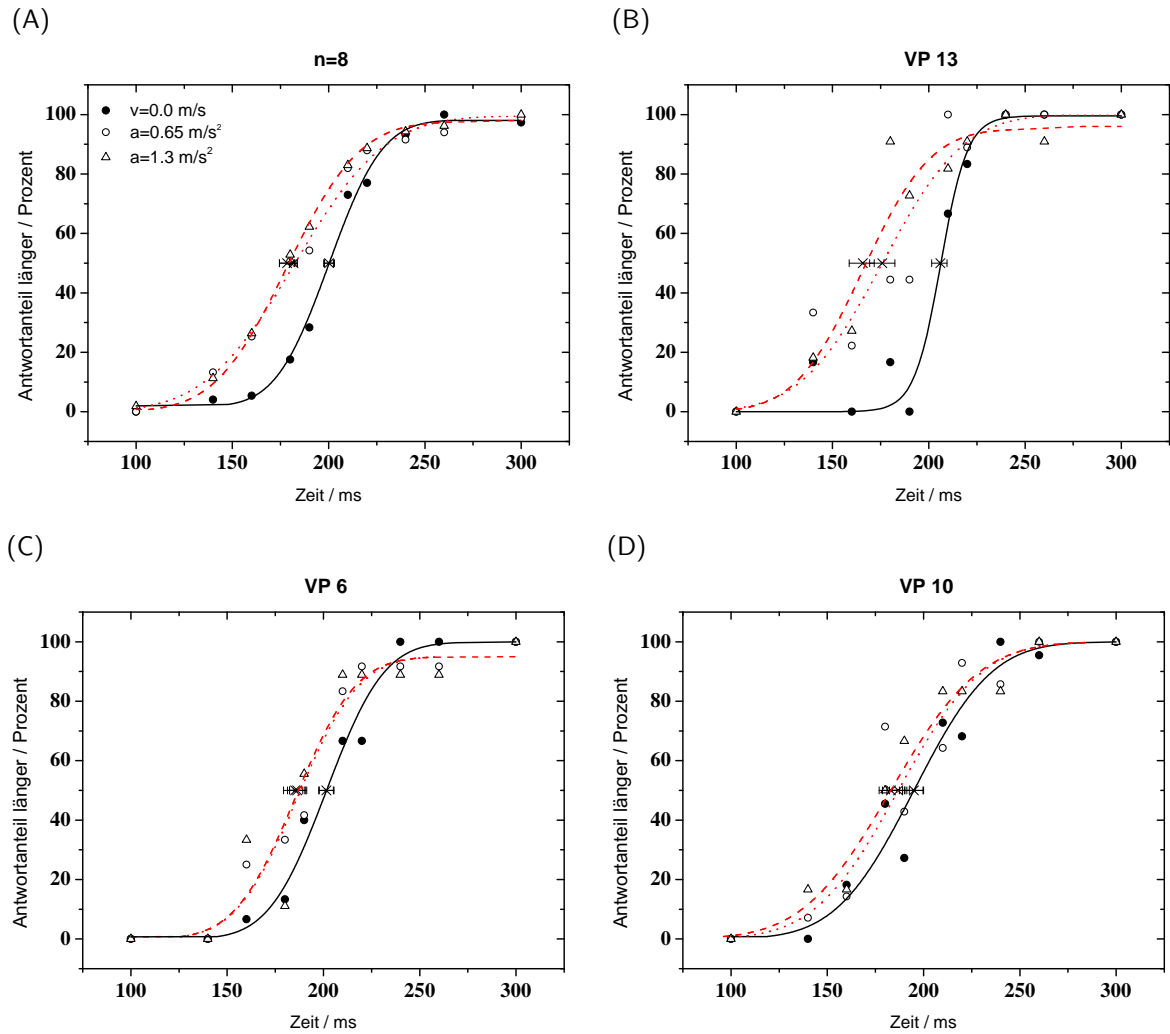 (A)
n=8
100
80
60
40
20
0
Antwortanteil länger / Prozent
v=0.0 m/s
a=0.65 m/s²
a=1.3 m/s²
100 150 200 250 300
Zeit / ms
(B)
VP 13
100
80
60
40
20
0
Antwortanteil länger / Prozent
100 150 200 250 300
Zeit / ms
(C)
VP 6
100
80
60
40
20
0
Antwortanteil länger / Prozent
100 150 200 250 300
Zeit / ms
(D)
VP 10
100
80
60
40
20
0
Antwortanteil länger / Prozent
100 150 200 250 300
Zeit / ms